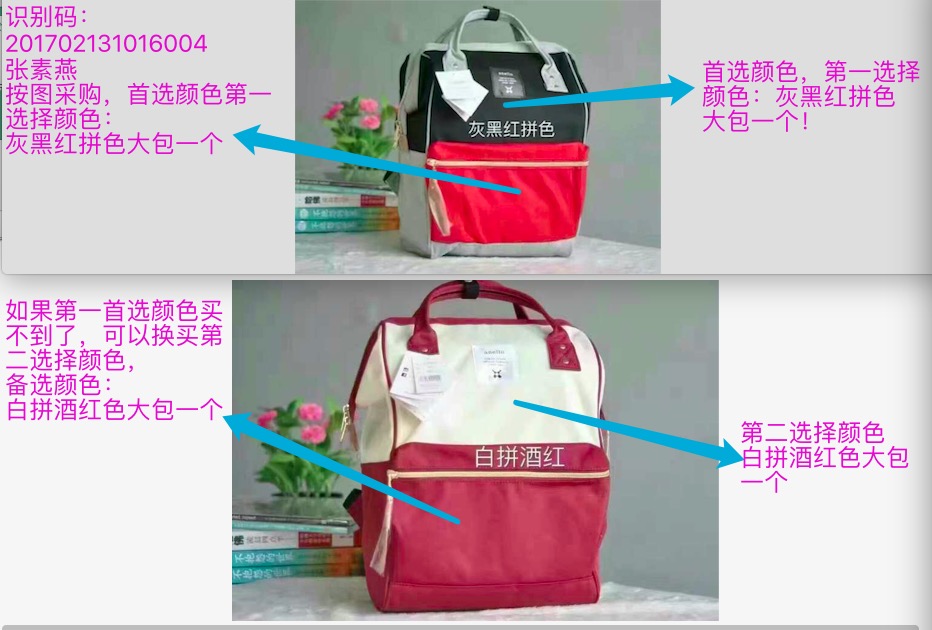 识别码：
201702131016004
张素燕
按图采购，首选颜色第一
选择颜色：
灰黑红拼色大包一个
灰黑红拼色
首选颜色，第一选择
颜色：灰黑红拼色
大包一个！
如果第一首选颜色买
不到了，可以换买第
二选择颜色，
备选颜色：
白拼酒红色大包一个
白拼酒红
第二选择颜色
白拼酒红色大包
一个